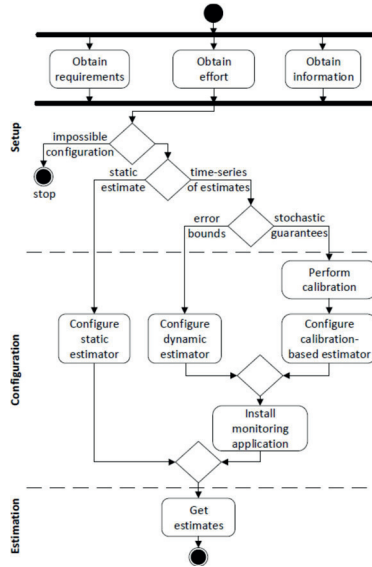 Obtain
requirements
Obtain
effort
Obtain
information
Setup
impossible
configuration
stop
static
estimate
time-series
of estimates
error
bounds
stochastic
guarantees
Configuration
Perform
calibration
Configure
static
estimator
Configure
dynamic
estimator
Configure
calibration-
based estimator
Install
monitoring
application
Estimation
Get
estimates